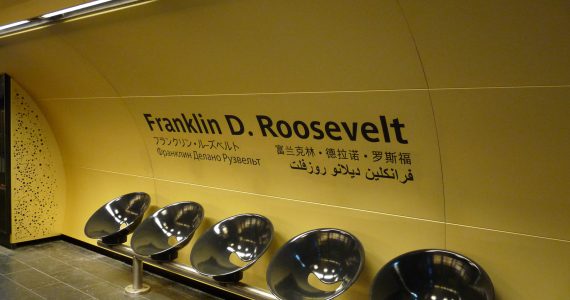 Franklin D. Roosevelt
フランクリン・ルーズベルト
富兰克林・德拉诺・罗斯福
Франклин Делано Рузвельт
فرانكلين ديلانو روزفلت